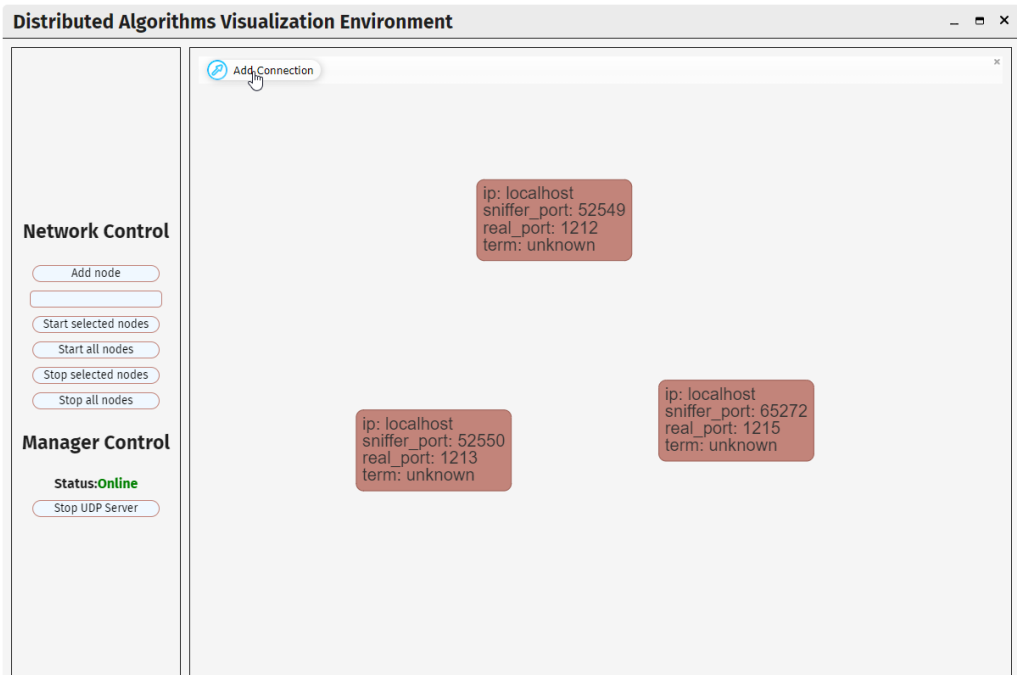 Distributed Algorithms Visualization Environment
Add Connection
ip: localhost
sniffer_port: 52549
real_port: 1212
term: unknown
Network Control
Add node
Start selected nodes
Start all nodes
Stop selected nodes
Stop all nodes
Manager Control
Status:Online
Stop UDP Server
ip: localhost
sniffer_port: 52550
real_port: 1213
term: unknown
ip: localhost
sniffer_port: 65272
real_port: 1215
term: unknown